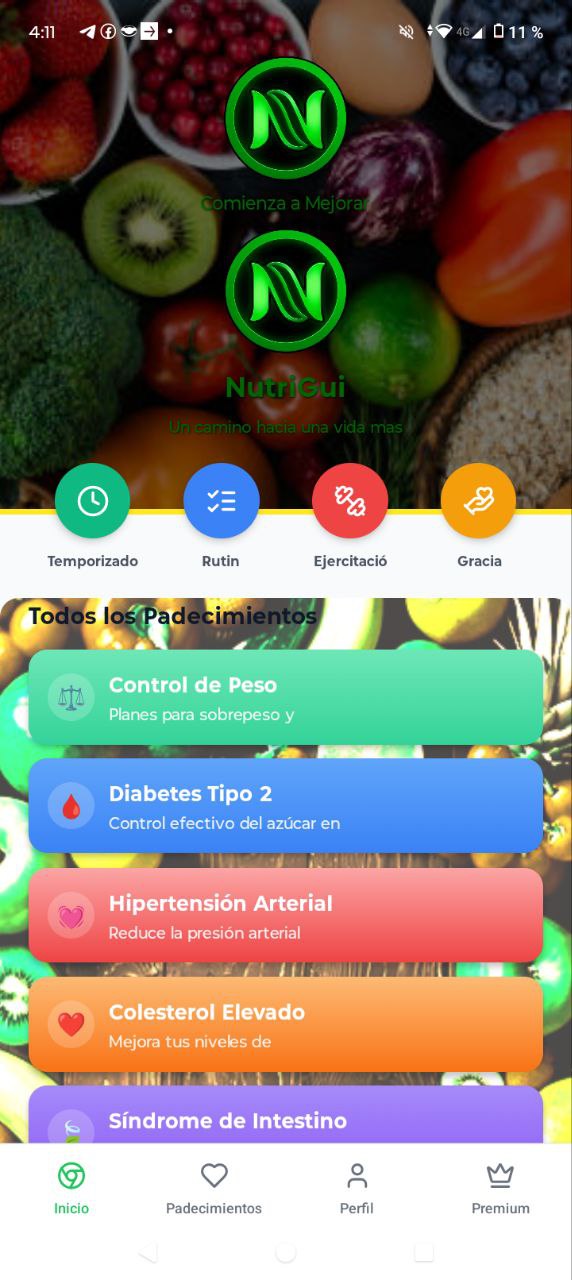 4:11
4G 11 %
Comienza a Mejorar
NutriGui
Un camino hacia una vida mas
Temporizado
Rutin
Ejercitació
Gracia
Todos los Padecimientos
Control de Peso
Planes para sobrepeso y
Diabetes Tipo 2
Control efectivo del azúcar en
Hipertensión Arterial
Reduce la presión arterial
Colesterol Elevado
Mejora tus niveles de
Síndrome de Intestino
Inicio
Padecimientos
Perfil
Premium